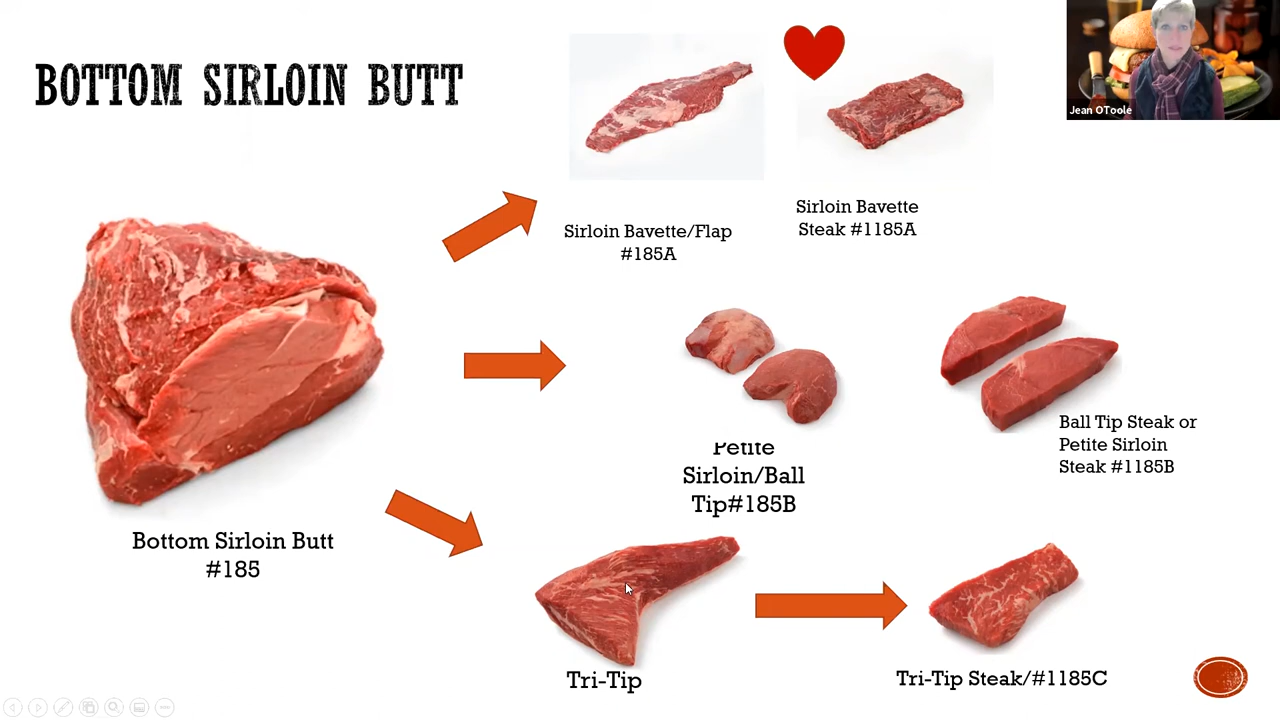 BOTTOM SIRLOIN BUTT
Jean OToole
Sirloin Bavette/Flap
#185A
Sirloin Bavette
Steak #1185A
Petite
Sirloin/Ball
Tip#185B
Ball Tip Steak or
Petite Sirloin
Steak #1185B
Bottom Sirloin Butt
#185
Tri-Tip
Tri-Tip Steak/#1185C